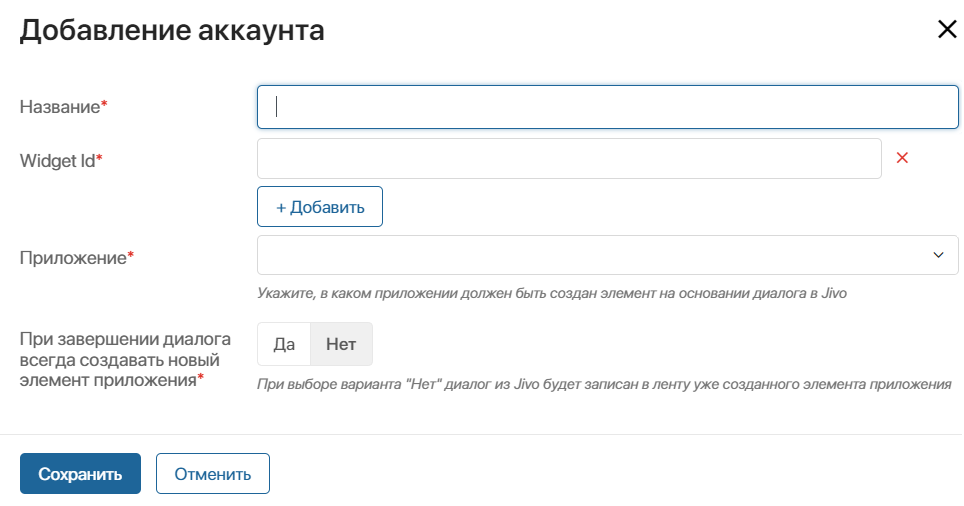 Добавление аккаунта
Название*
Widget Id*
+ Добавить
Приложение*
Укажите, в каком приложении должен быть создан элемент на основании диалога в Jivo
При завершении диалога
всегда создавать новый
элемент приложения*
Да Нет
При выборе варианта "Нет" диалог из Jivo будет записан в ленту уже созданного элемента приложения
Сохранить Отменить